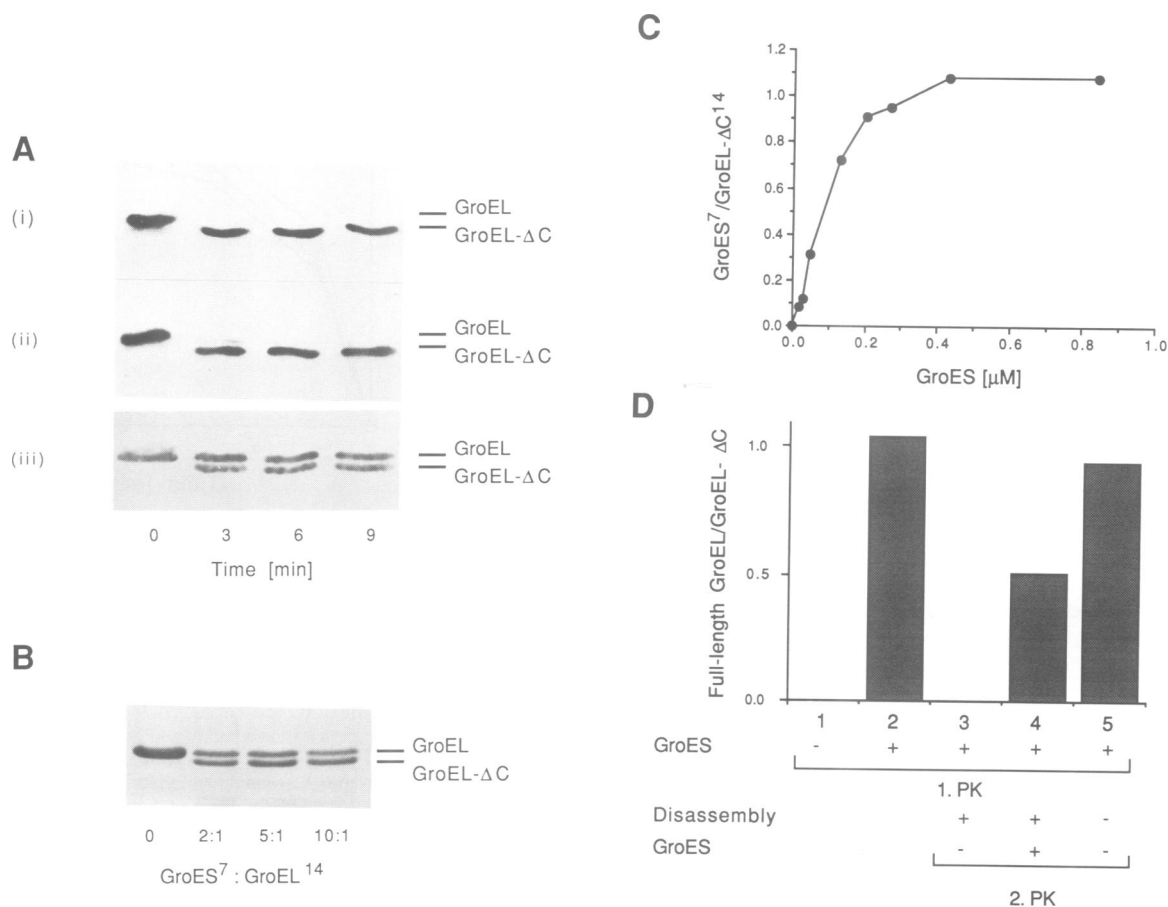 A
(i)
GroEL
GroEL-ΔC
(ii)
GroEL
GroEL-ΔC
(iii)
GroEL
GroEL-ΔC
0 3 6 9
Time [min]
B
GroEL
GroEL-ΔC
0 2:1 5:1 10:1
GroES⁷ : GroEL¹⁴
C
GroES⁷/GroEL-ΔC¹⁴
1.2
1.0
0.8
0.6
0.4
0.2
0.0
0.0 0.2 0.4 0.6 0.8 1.0
GroES [µM]
D
Full-length GroEL/GroEL- ΔC
1.0
0.5
0.0
1 2 3 4 5
GroES - + + + +
1. PK
Disassembly + + -
GroES - + -
2. PK